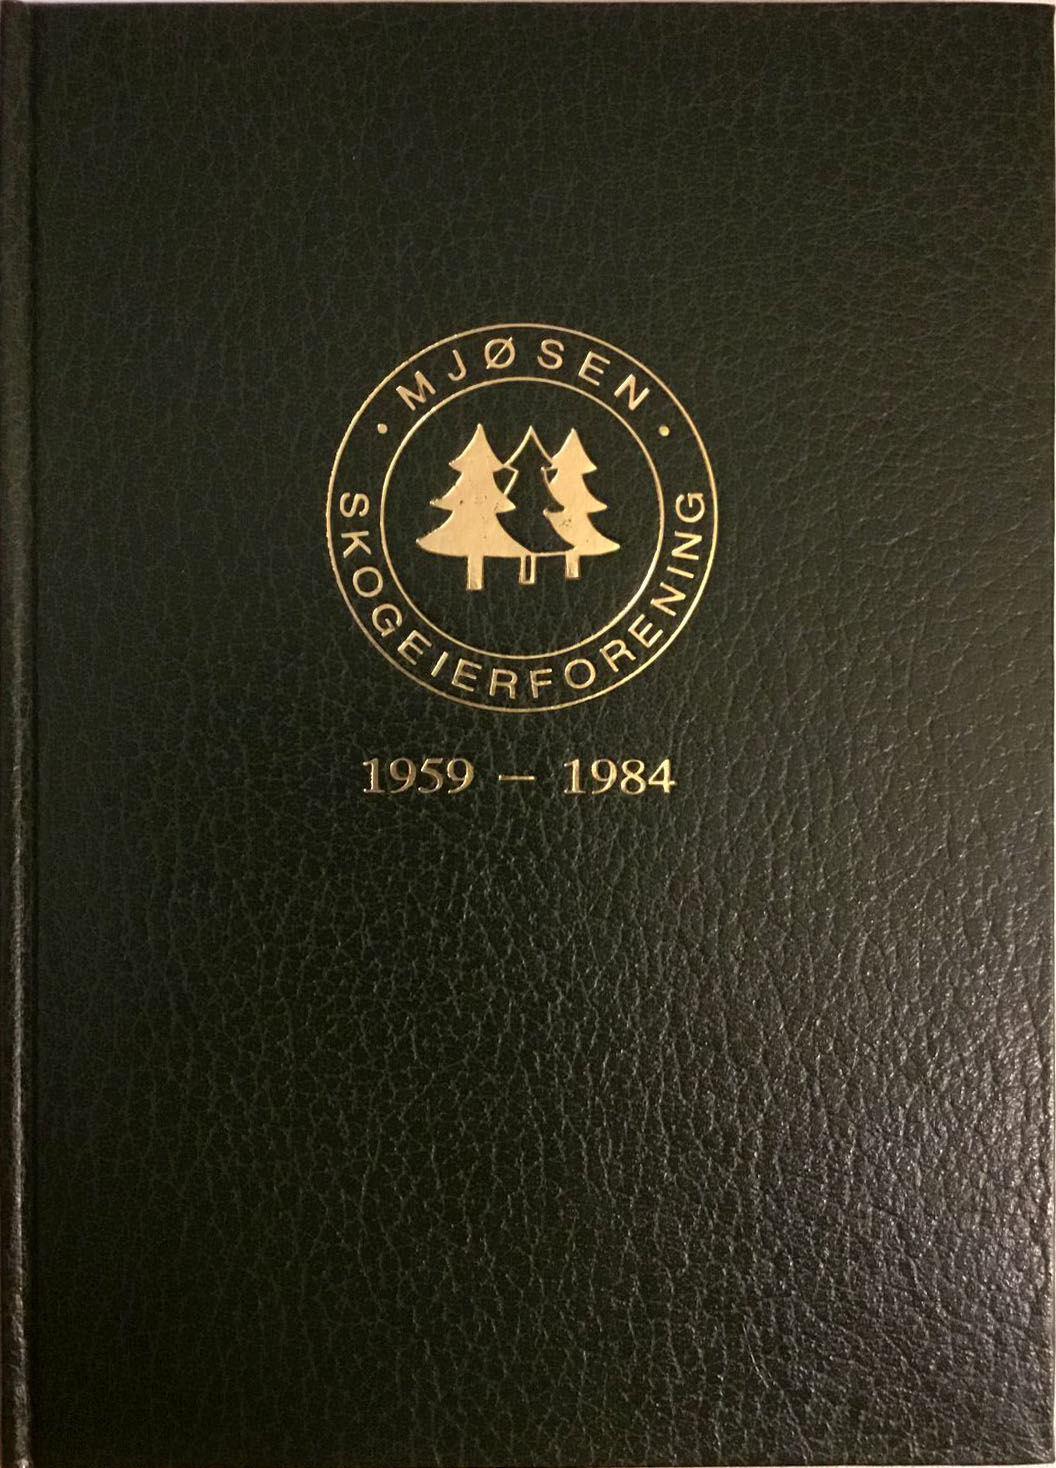 · MJØSEN ·
SKOGEIERFORENING
1959 – 1984